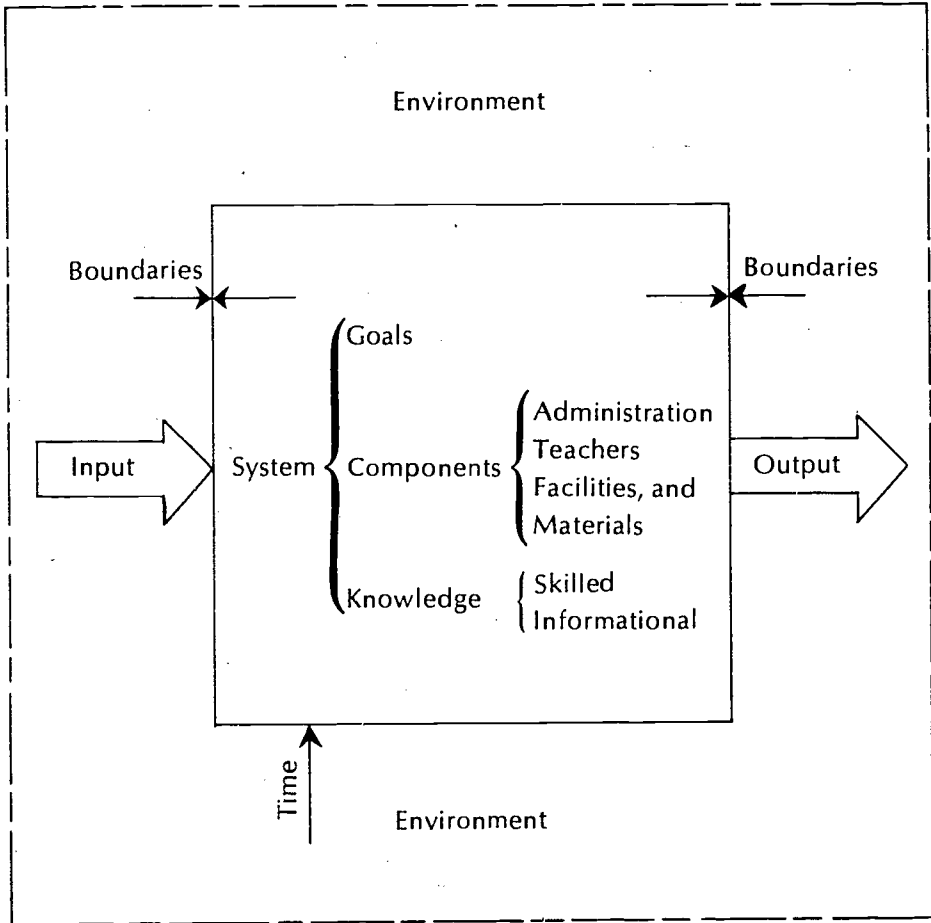 Environment
Boundaries
Boundaries
Goals
Administration
Teachers
Input
System
Components
Output
Facilities, and
Materials
Skilled
Knowledge
Informational
Time
Environment